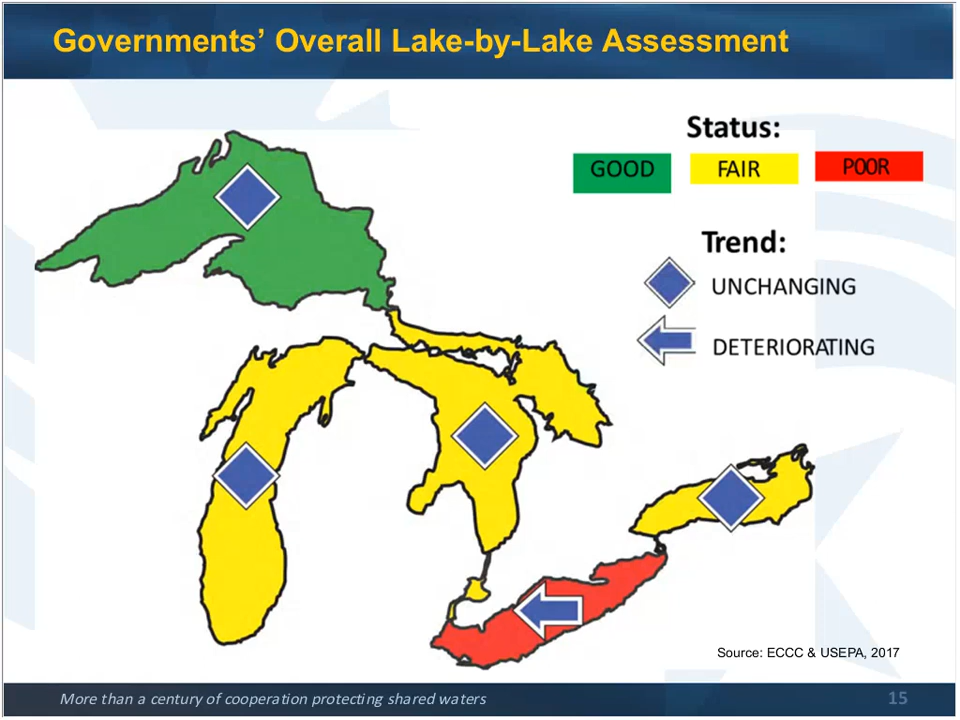 Governments’ Overall Lake-by-Lake Assessment
Status:
GOOD FAIR POOR
Trend:
UNCHANGING
DETERIORATING
Source: ECCC & USEPA, 2017
More than a century of cooperation protecting shared waters 15